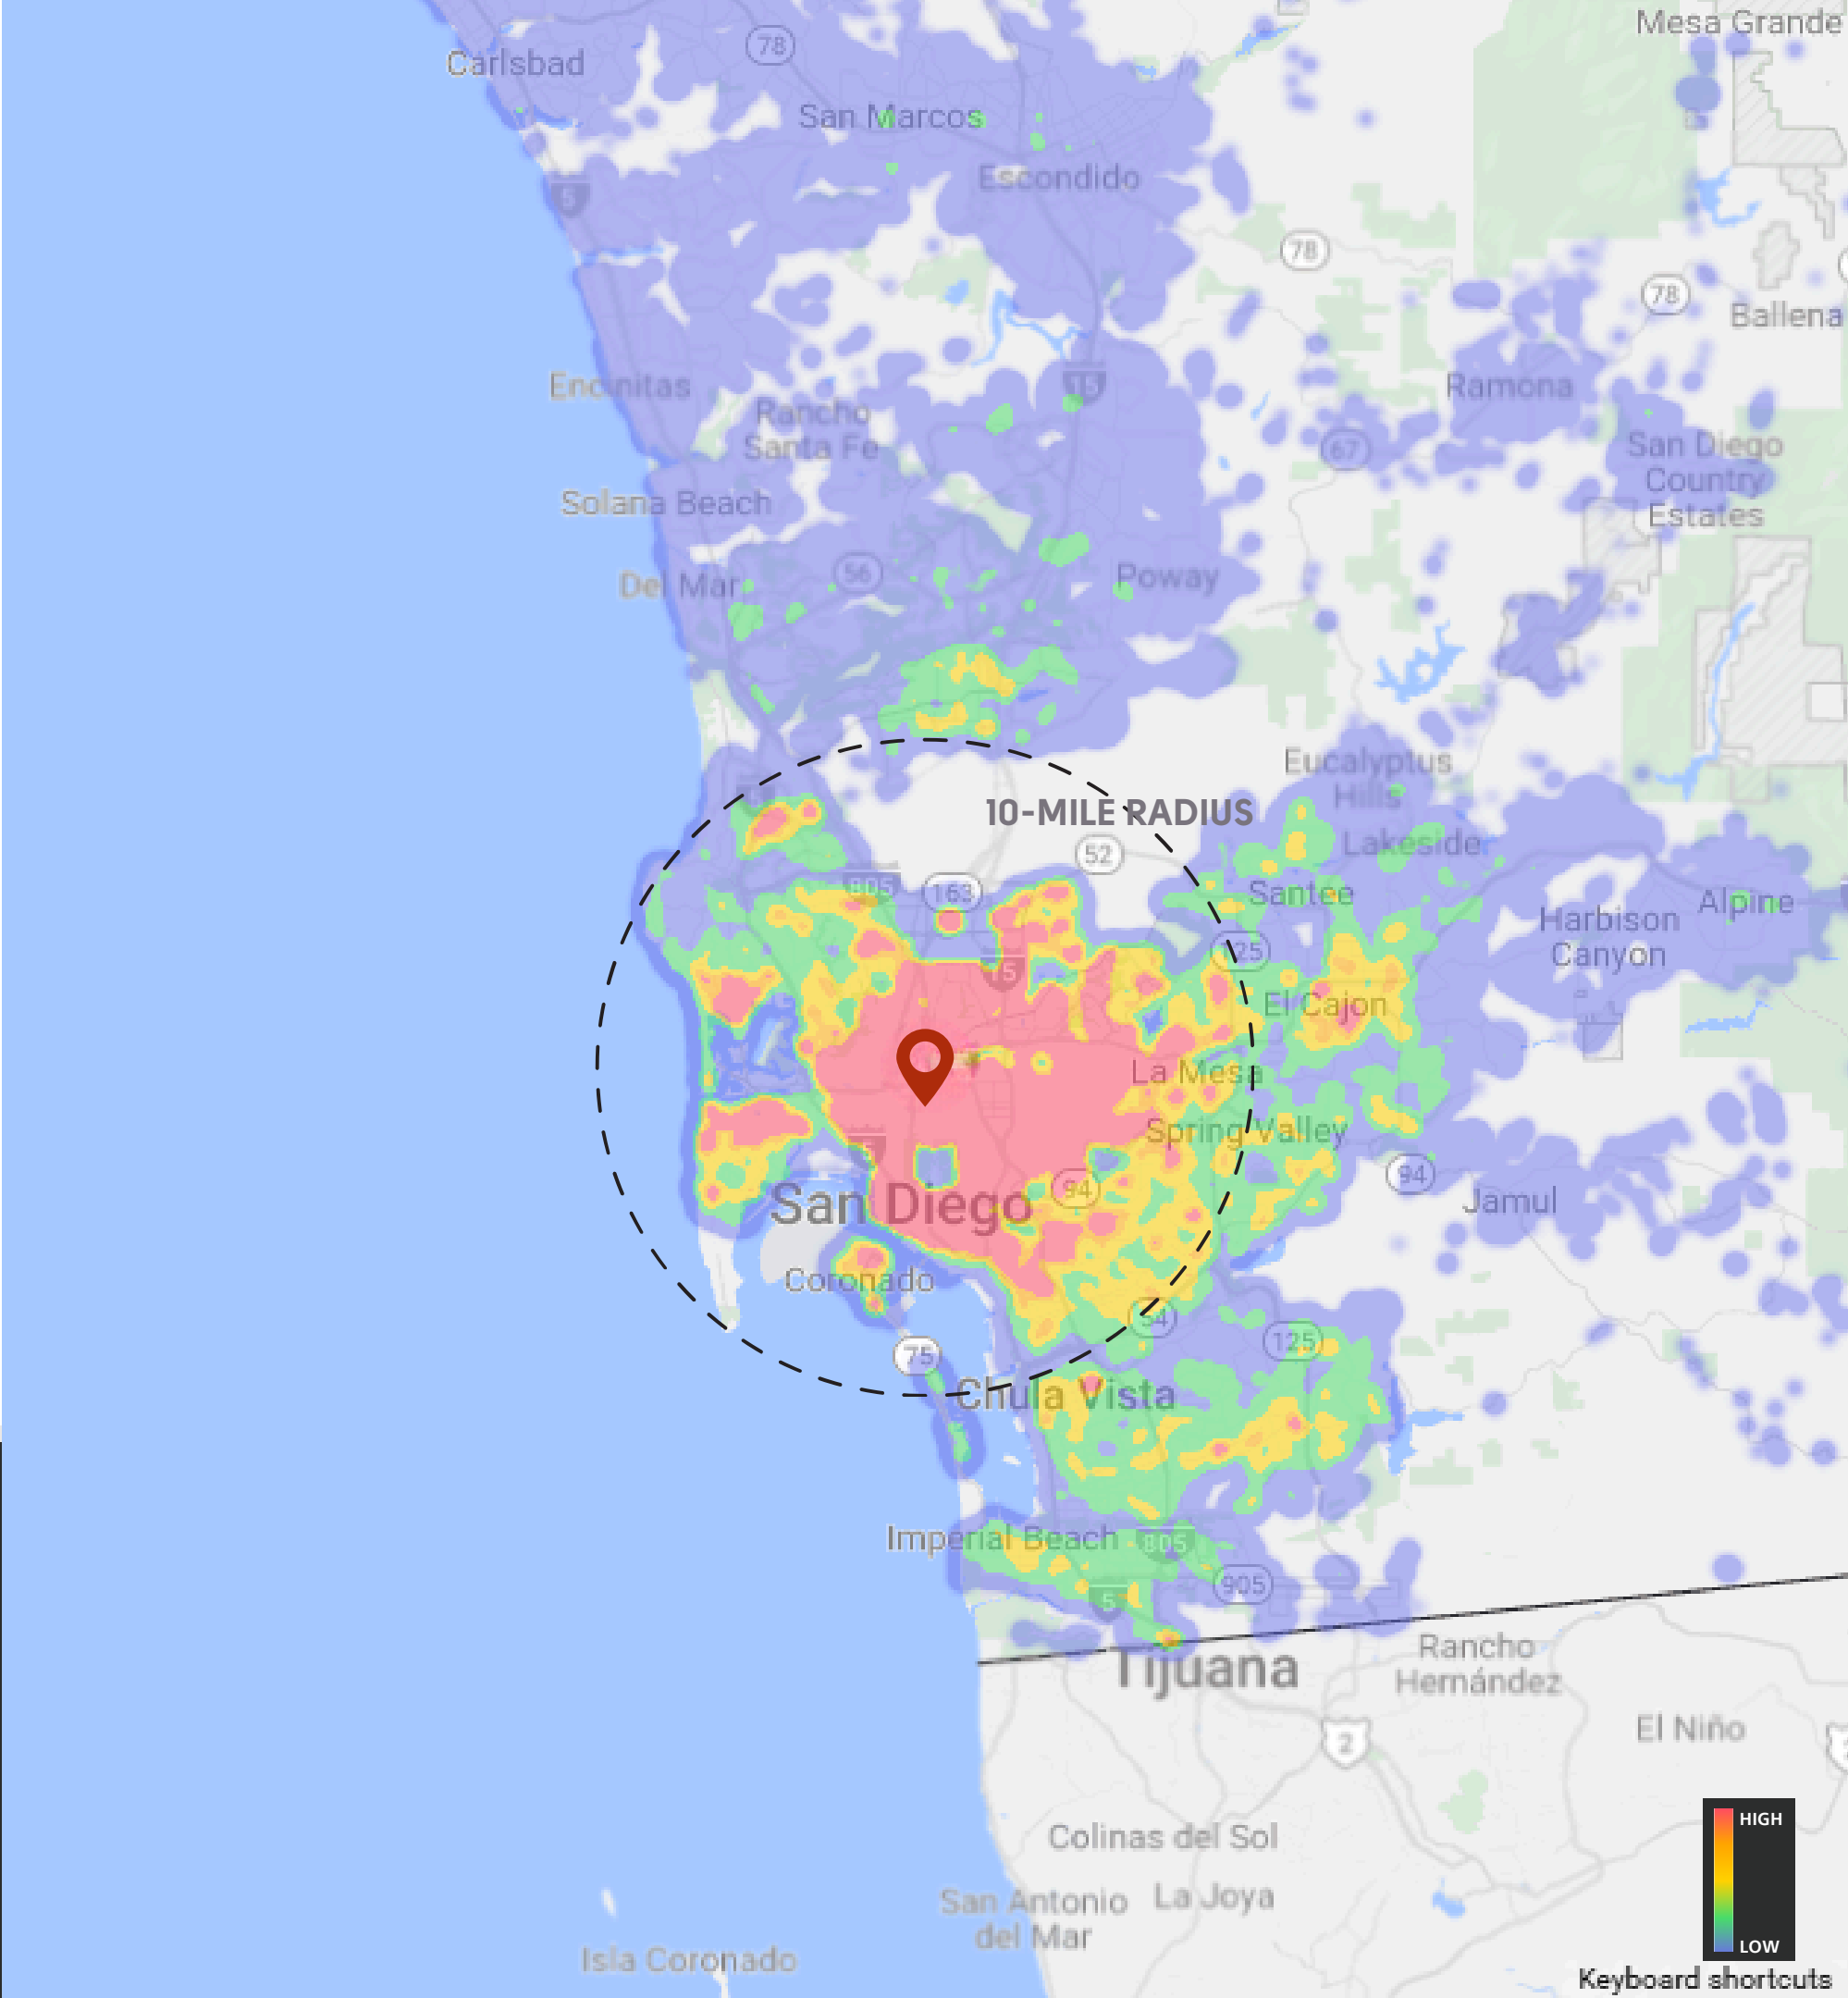 Mesa Grande
78
Carlsbad
San Marcos
Escondido
5
78
78
Ballena
15
Encinitas
Ramona
Rancho
Santa Fe
67
San Diego
Country
Estates
Solana Beach
56
Poway
Del Mar
Eucalyptus
Hills
10-MILE RADIUS
Lakeside
52
805
163
Santee
Alpine
Harbison
Canyon
125
15
El Cajon
La Mesa
Spring Valley
5
94
94
Jamul
San Diego
Coronado
54
125
75
Chula Vista
Imperial Beach
805
905
5
Tijuana
Rancho
Hernández
El Niño
2
HIGH
Colinas del Sol
San Antonio
del Mar
La Joya
LOW
Isla Coronado
Keyboard shortcuts